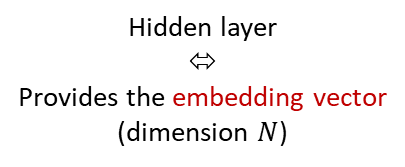 Hidden layer
⇔
Provides the embedding vector
(dimension N)